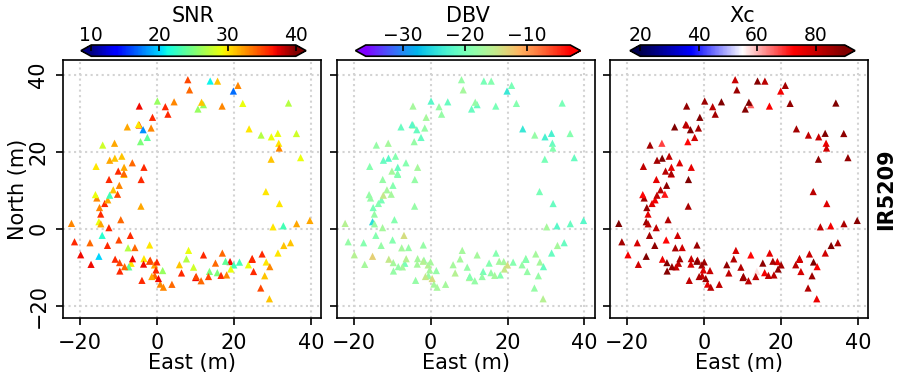 SNR DBV Xc
10 20 30 40 −30 −20 −10 20 40 60 80
40
20
0
−20
North (m)
IR5209
−20 0 20 40 −20 0 20 40 −20 0 20 40
East (m) East (m) East (m)